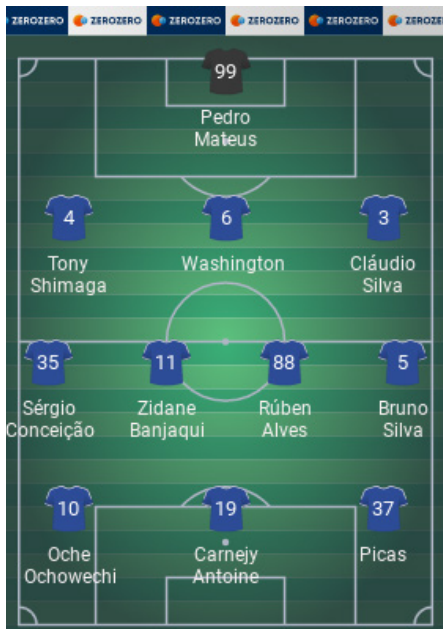 ZEROZERO ZEROZERO ZEROZERO ZEROZERO ZEROZERO ZEROZE
99
Pedro
Mateus
4 6 3
Tony Washington Cláudio
Shimaga Silva
35 11 88 5
Sérgio Zidane Rúben Bruno
Conceição Banjaqui Alves Silva
10 19 37
Oche Carnejy Picas
Ochowechi Antoine